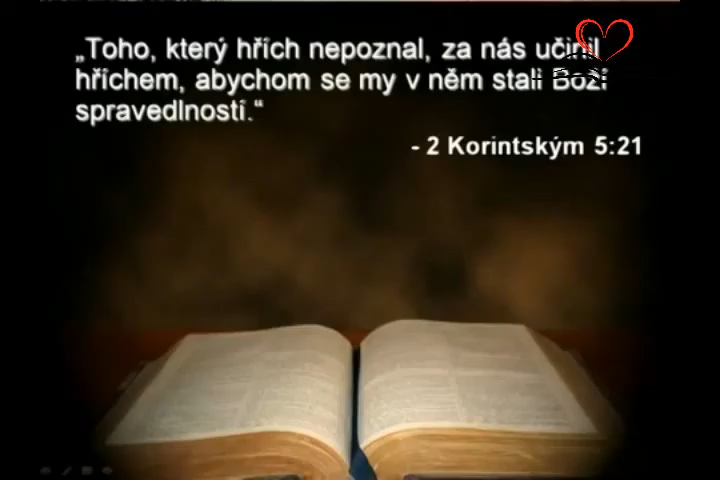 „Toho, který hřích nepoznal, za nás učinil
hříchem, abychom se my v něm stali Boží
spravedlností.“
- 2 Korintským 5:21